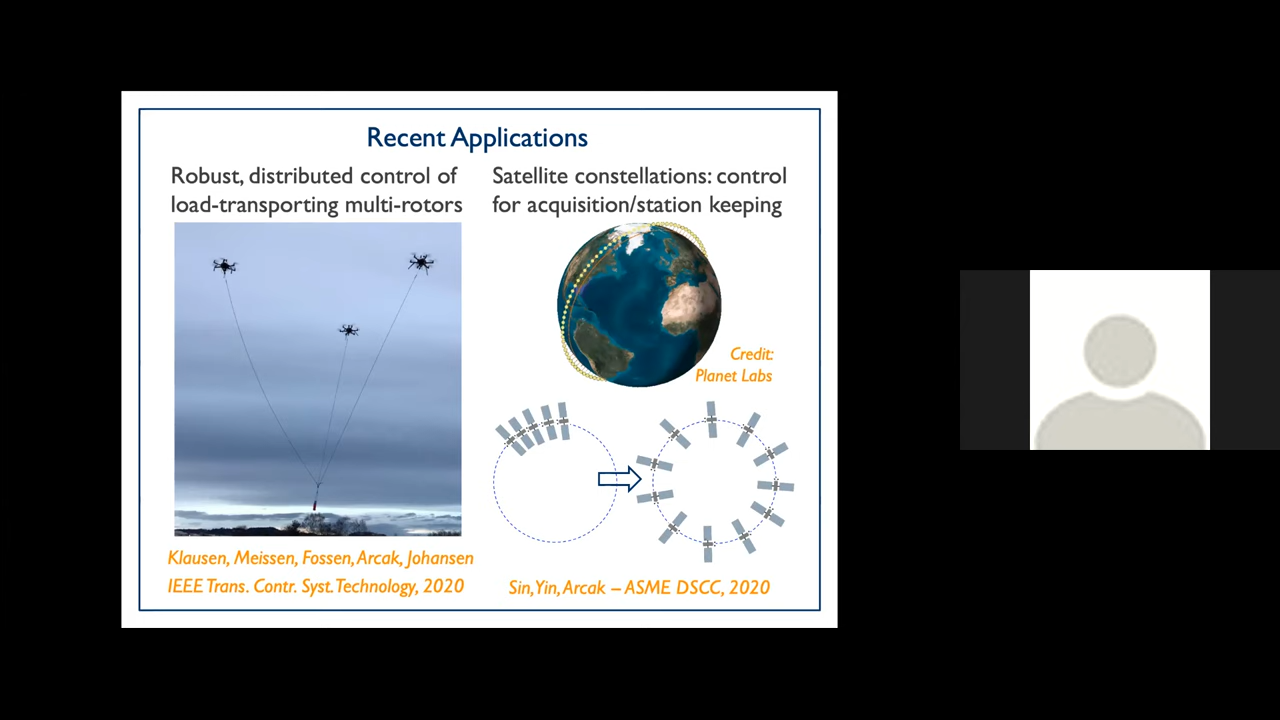 Recent Applications
Robust, distributed control of
load-transporting multi-rotors
Klausen, Meissen, Fossen, Arcak, Johansen
IEEE Trans. Contr. Syst. Technology, 2020
Satellite constellations: control
for acquisition/station keeping
Credit:
Planet Labs
Sin, Yin, Arcak – ASME DSCC, 2020